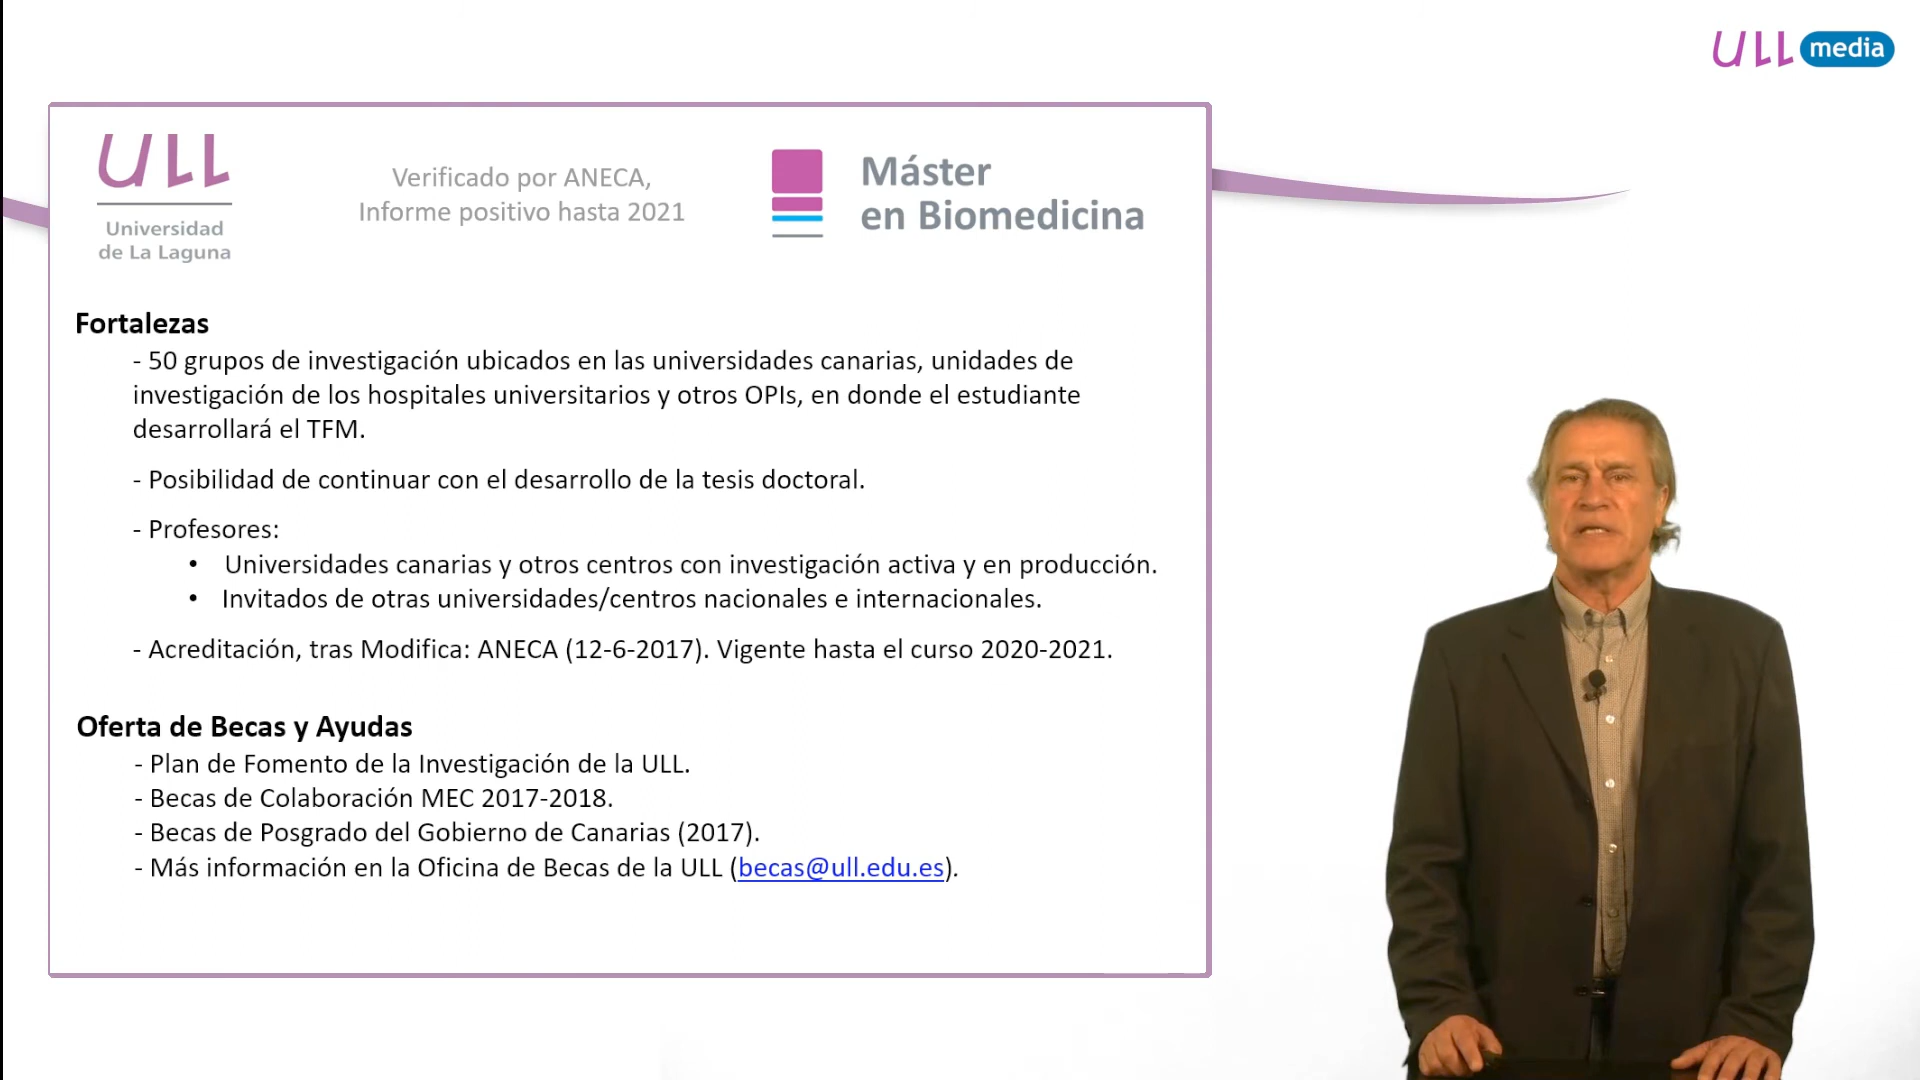 ULL media
ULL
Universidad
de La Laguna
Verificado por ANECA,
Informe positivo hasta 2021
Máster
en Biomedicina
Fortalezas
- 50 grupos de investigación ubicados en las universidades canarias, unidades de
investigación de los hospitales universitarios y otros OPIs, en donde el estudiante
desarrollará el TFM.
- Posibilidad de continuar con el desarrollo de la tesis doctoral.
- Profesores:
• Universidades canarias y otros centros con investigación activa y en producción.
• Invitados de otras universidades/centros nacionales e internacionales.
- Acreditación, tras Modifica: ANECA (12-6-2017). Vigente hasta el curso 2020-2021.
Oferta de Becas y Ayudas
- Plan de Fomento de la Investigación de la ULL.
- Becas de Colaboración MEC 2017-2018.
- Becas de Posgrado del Gobierno de Canarias (2017).
- Más información en la Oficina de Becas de la ULL (becas@ull.edu.es).